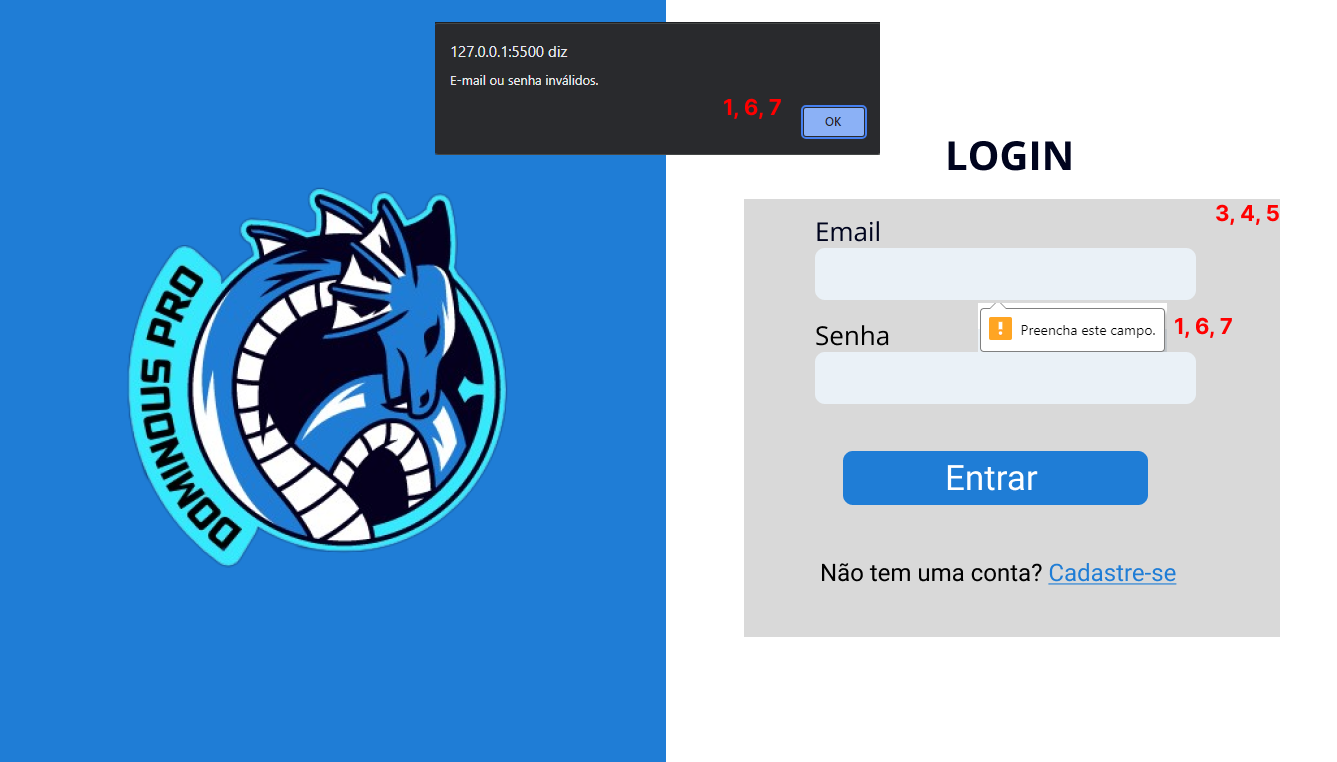 127.0.0.1:5500 diz
E-mail ou senha inválidos.
1, 6, 7
OK
DOMINOUS PRO
LOGIN
3, 4, 5
Email
Preencha este campo.
1, 6, 7
Senha
Entrar
Não tem uma conta? Cadastre-se